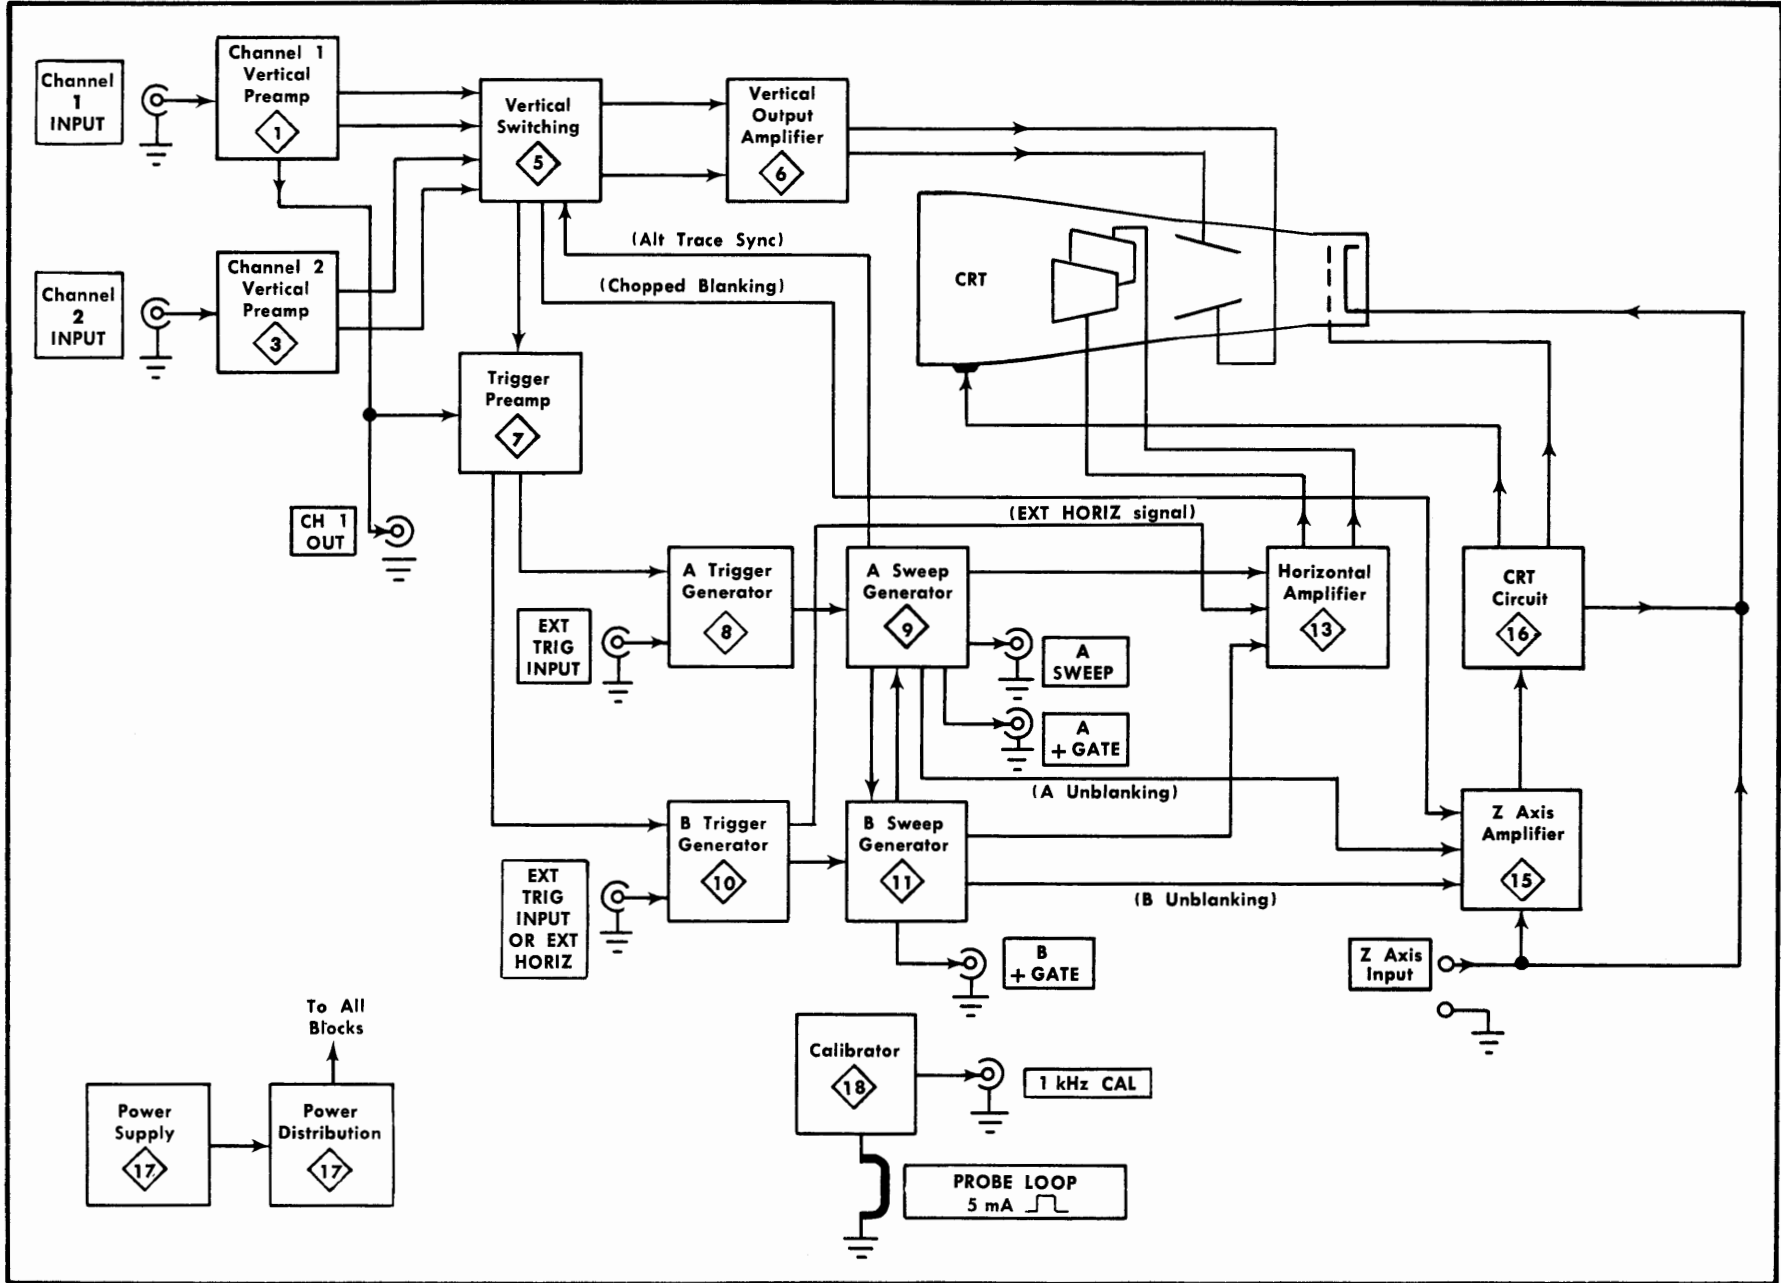 Channel
1
INPUT
Channel 1
Vertical
Preamp
1
Vertical
Switching
5
Vertical
Output
Amplifier
6
Channel
2
INPUT
Channel 2
Vertical
Preamp
3
(Alt Trace Sync)
(Chopped Blanking)
CRT
Trigger
Preamp
7
CH 1
OUT
(EXT HORIZ signal)
EXT
TRIG
INPUT
A Trigger
Generator
8
A Sweep
Generator
9
A
SWEEP
A
+ GATE
Horizontal
Amplifier
13
CRT
Circuit
16
(A Unblanking)
EXT
TRIG
INPUT
OR EXT
HORIZ
B Trigger
Generator
10
B Sweep
Generator
11
(B Unblanking)
Z Axis
Amplifier
15
B
+ GATE
Z Axis
Input
To All
Blocks
Power
Supply
17
Power
Distribution
17
Calibrator
18
1 kHz CAL
PROBE LOOP
5 mA